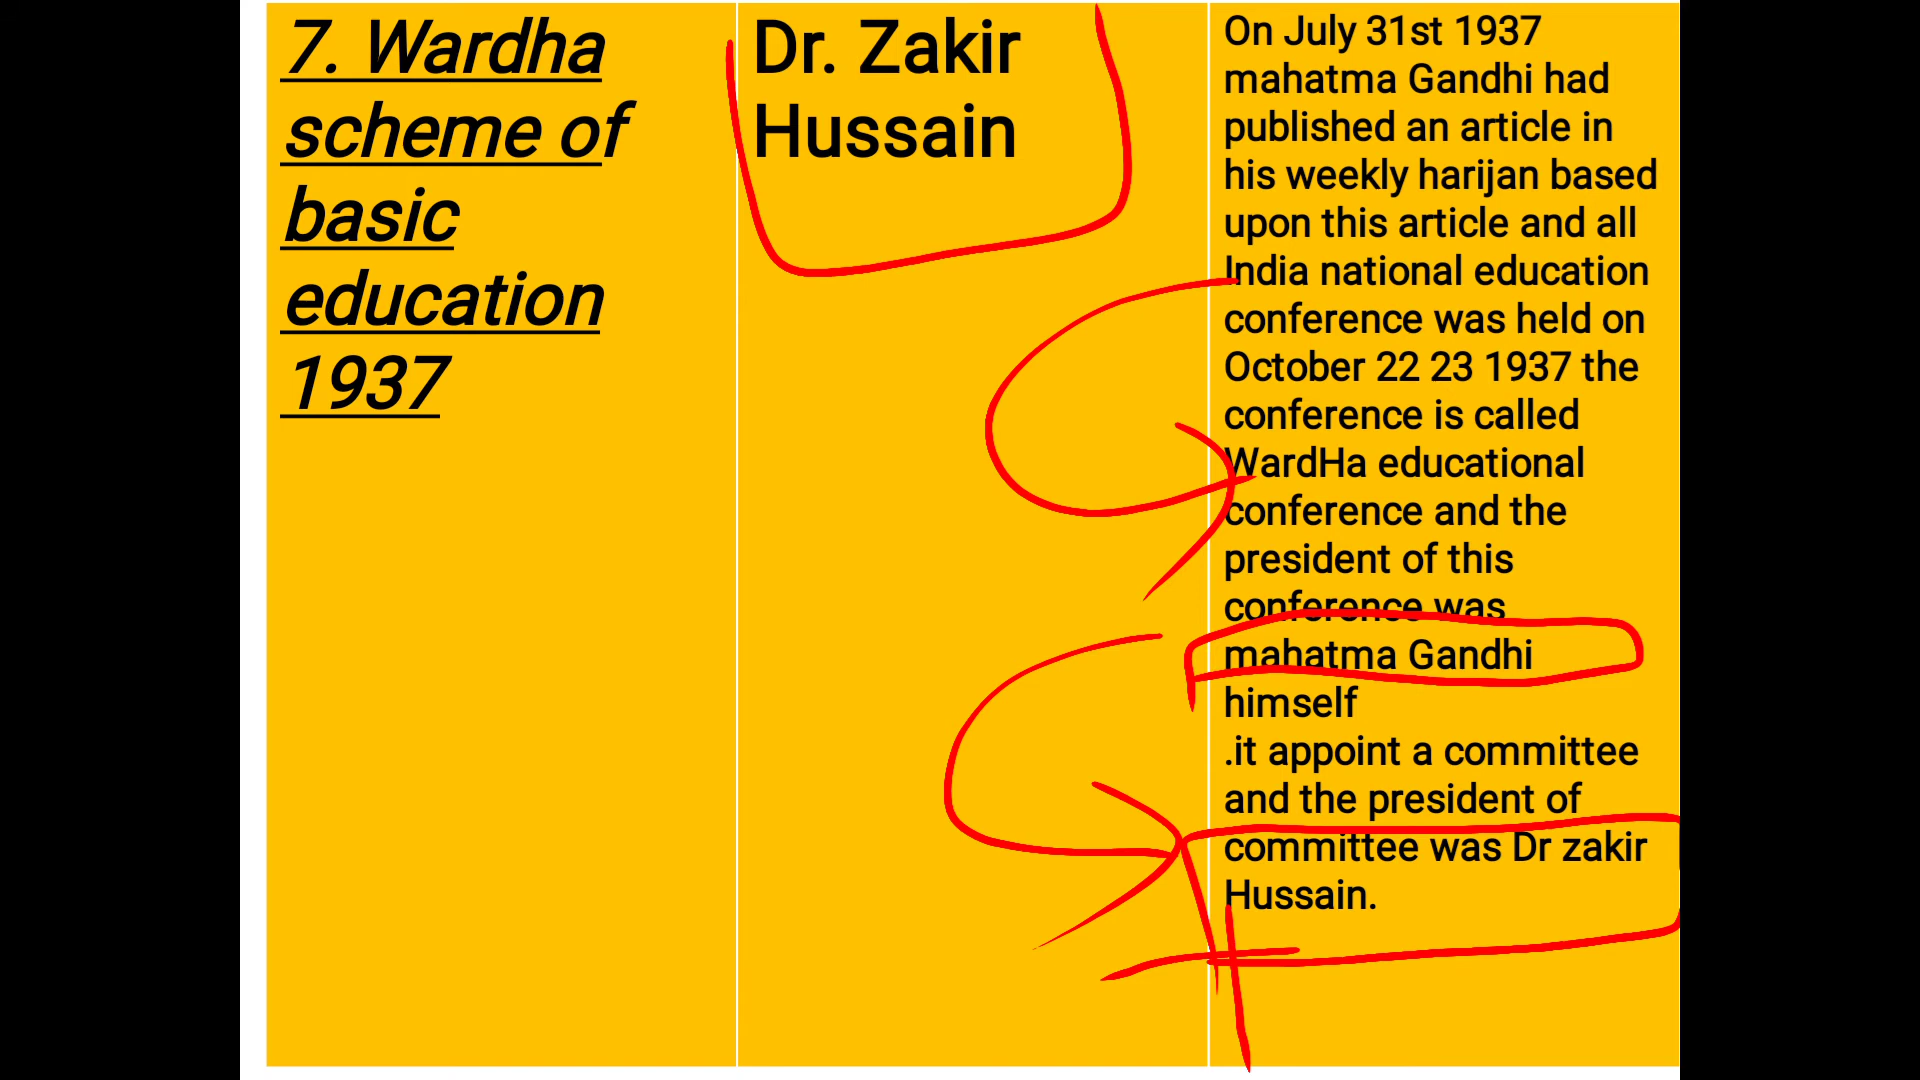 7. Wardha
scheme of
basic
education
1937
Dr. Zakir
Hussain
On July 31st 1937
mahatma Gandhi had
published an article in
his weekly harijan based
upon this article and all
India national education
conference was held on
October 22 23 1937 the
conference is called
WardHa educational
conference and the
president of this
conference was
mahatma Gandhi
himself
.it appoint a committee
and the president of
committee was Dr zakir
Hussain.